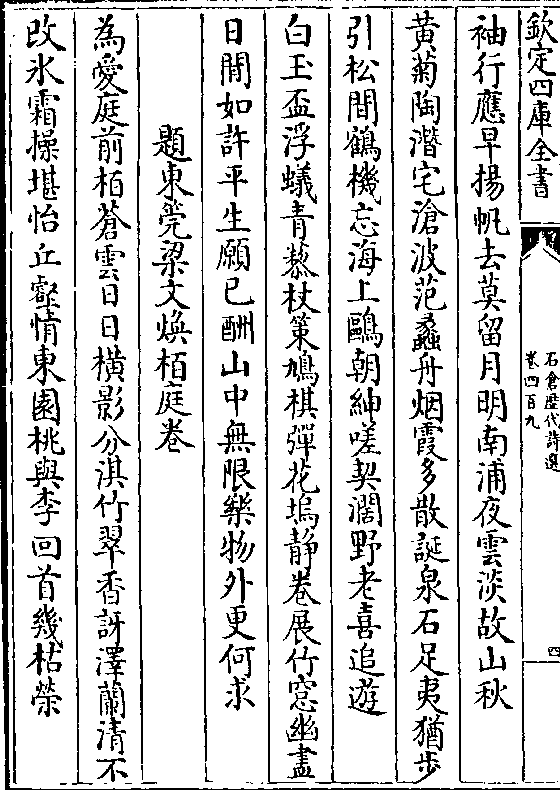 欽定四庫全書
石倉歷代詩選
卷四百九
四
袖行應早揚帆去莫留月明南浦夜雲淡故山秋
黃菊陶潛宅滄波范蠡舟烟霞多散誕泉石足夷猶步
引松間鶴機忘海上鷗朝紳嗟契濶野老喜追遊
白玉盃浮蟻青藜杖策鳩棋彈花塢静卷展竹窓幽盡
日閒如許平生願已酬山中無限樂物外更何求
題東莞梁文煥栢庭卷
為愛庭前栢蒼雲日日橫影分淇竹翠香訝澤蘭清不
改氷霜操堪怡丘壑情東園桃與李回首幾枯榮